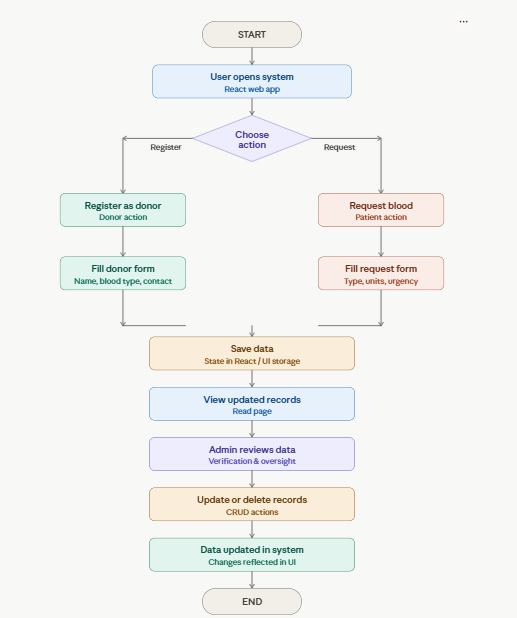 ...
START
User opens system
React web app
Choose
action
Register
Request
Register as donor
Donor action
Request blood
Patient action
Fill donor form
Name, blood type, contact
Fill request form
Type, units, urgency
Save data
State in React / UI storage
View updated records
Read page
Admin reviews data
Verification & oversight
Update or delete records
CRUD actions
Data updated in system
Changes reflected in UI
END